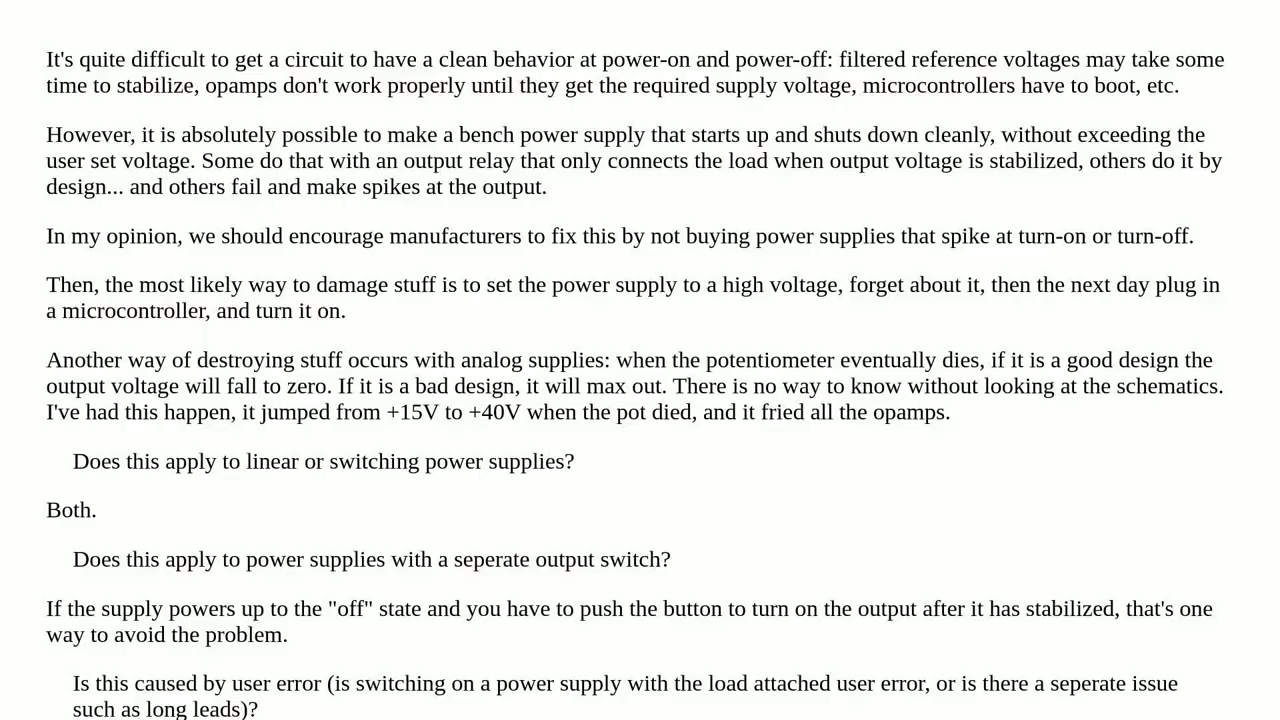 It's quite difficult to get a circuit to have a clean behavior at power-on and power-off: filtered reference voltages may take some
time to stabilize, opamps don't work properly until they get the required supply voltage, microcontrollers have to boot, etc.
However, it is absolutely possible to make a bench power supply that starts up and shuts down cleanly, without exceeding the
user set voltage. Some do that with an output relay that only connects the load when output voltage is stabilized, others do it by
design... and others fail and make spikes at the output.
In my opinion, we should encourage manufacturers to fix this by not buying power supplies that spike at turn-on or turn-off.
Then, the most likely way to damage stuff is to set the power supply to a high voltage, forget about it, then the next day plug in
a microcontroller, and turn it on.
Another way of destroying stuff occurs with analog supplies: when the potentiometer eventually dies, if it is a good design the
output voltage will fall to zero. If it is a bad design, it will max out. There is no way to know without looking at the schematics.
I've had this happen, it jumped from +15V to +40V when the pot died, and it fried all the opamps.
Does this apply to linear or switching power supplies?
Both.
Does this apply to power supplies with a seperate output switch?
If the supply powers up to the "off" state and you have to push the button to turn on the output after it has stabilized, that's one
way to avoid the problem.
Is this caused by user error (is switching on a power supply with the load attached user error, or is there a seperate issue
such as long leads)?